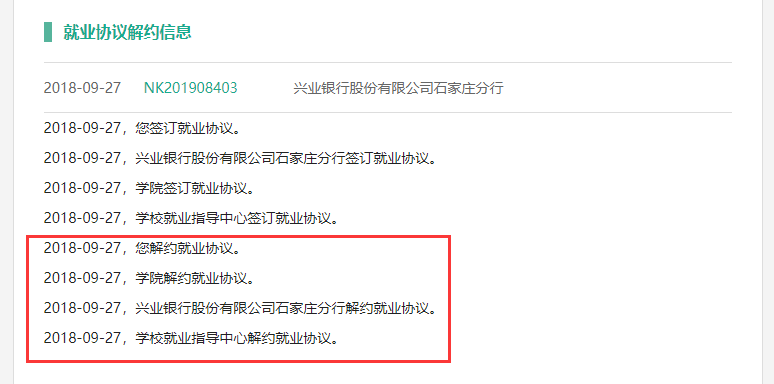 就业协议解约信息
2018-09-27 NK201908403 兴业银行股份有限公司石家庄分行
2018-09-27，您签订就业协议。
2018-09-27，兴业银行股份有限公司石家庄分行签订就业协议。
2018-09-27，学院签订就业协议。
2018-09-27，学校就业指导中心签订就业协议。
2018-09-27，您解约就业协议。
2018-09-27，学院解约就业协议。
2018-09-27，兴业银行股份有限公司石家庄分行解约就业协议。
2018-09-27，学校就业指导中心解约就业协议。